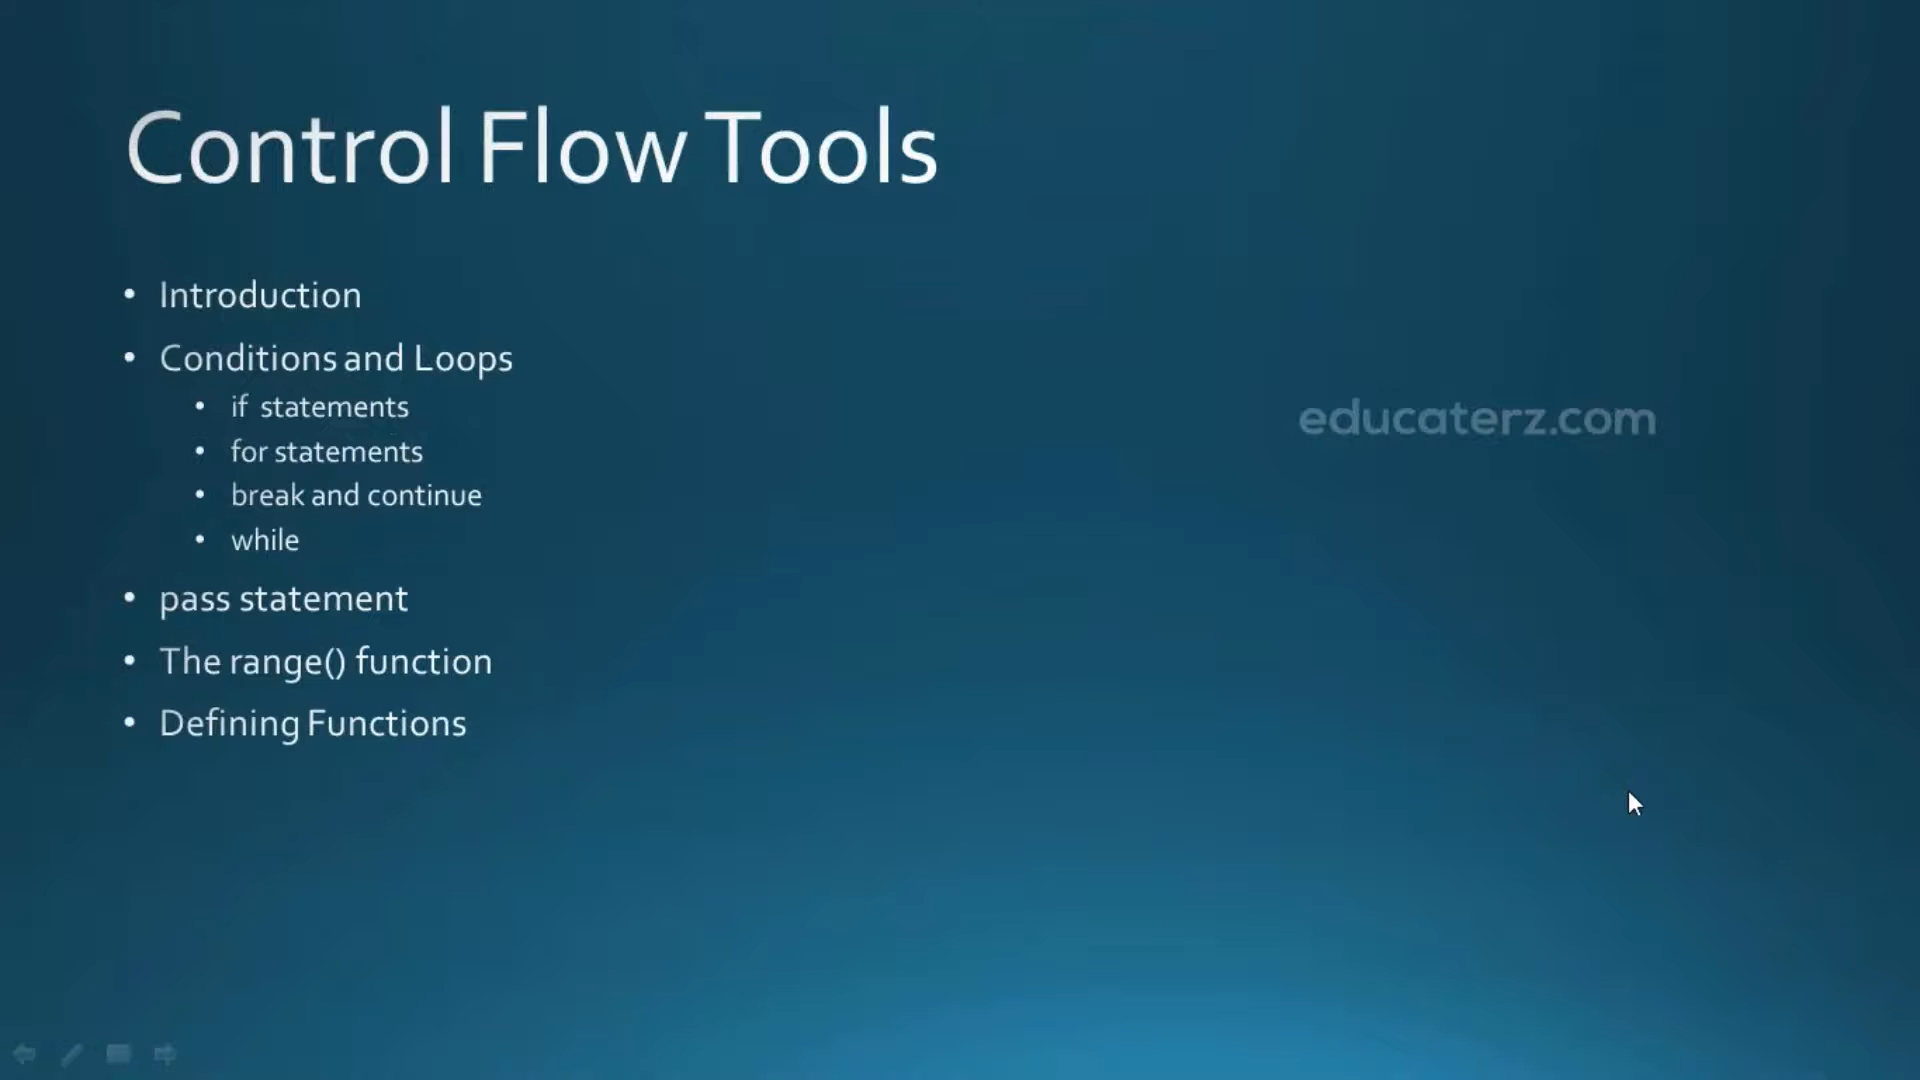 Control Flow Tools
• Introduction
• Conditions and Loops
• if statements
• for statements
• break and continue
• while
• pass statement
• The range() function
• Defining Functions
educaterz.com